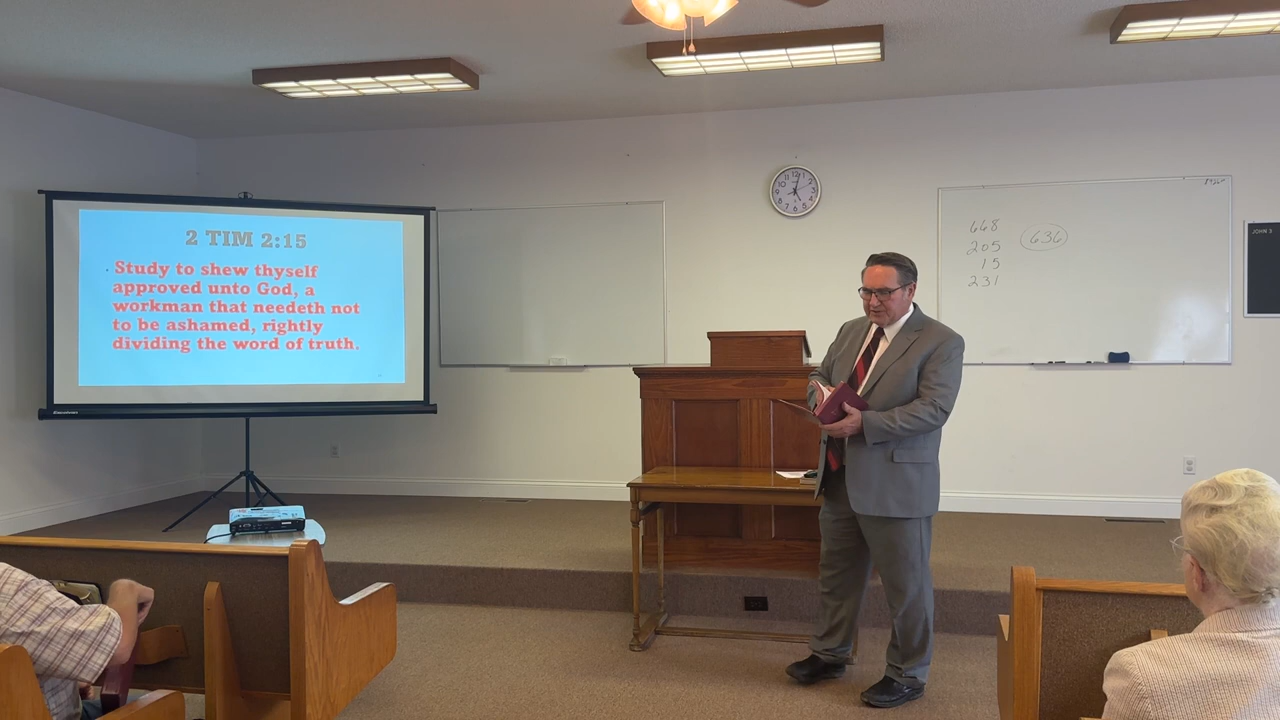 2 TIM 2:15
Study to shew thyself
approved unto God, a
workman that needeth not
to be ashamed, rightly
dividing the word of truth.
668
205
15
231
636
JOHN 3